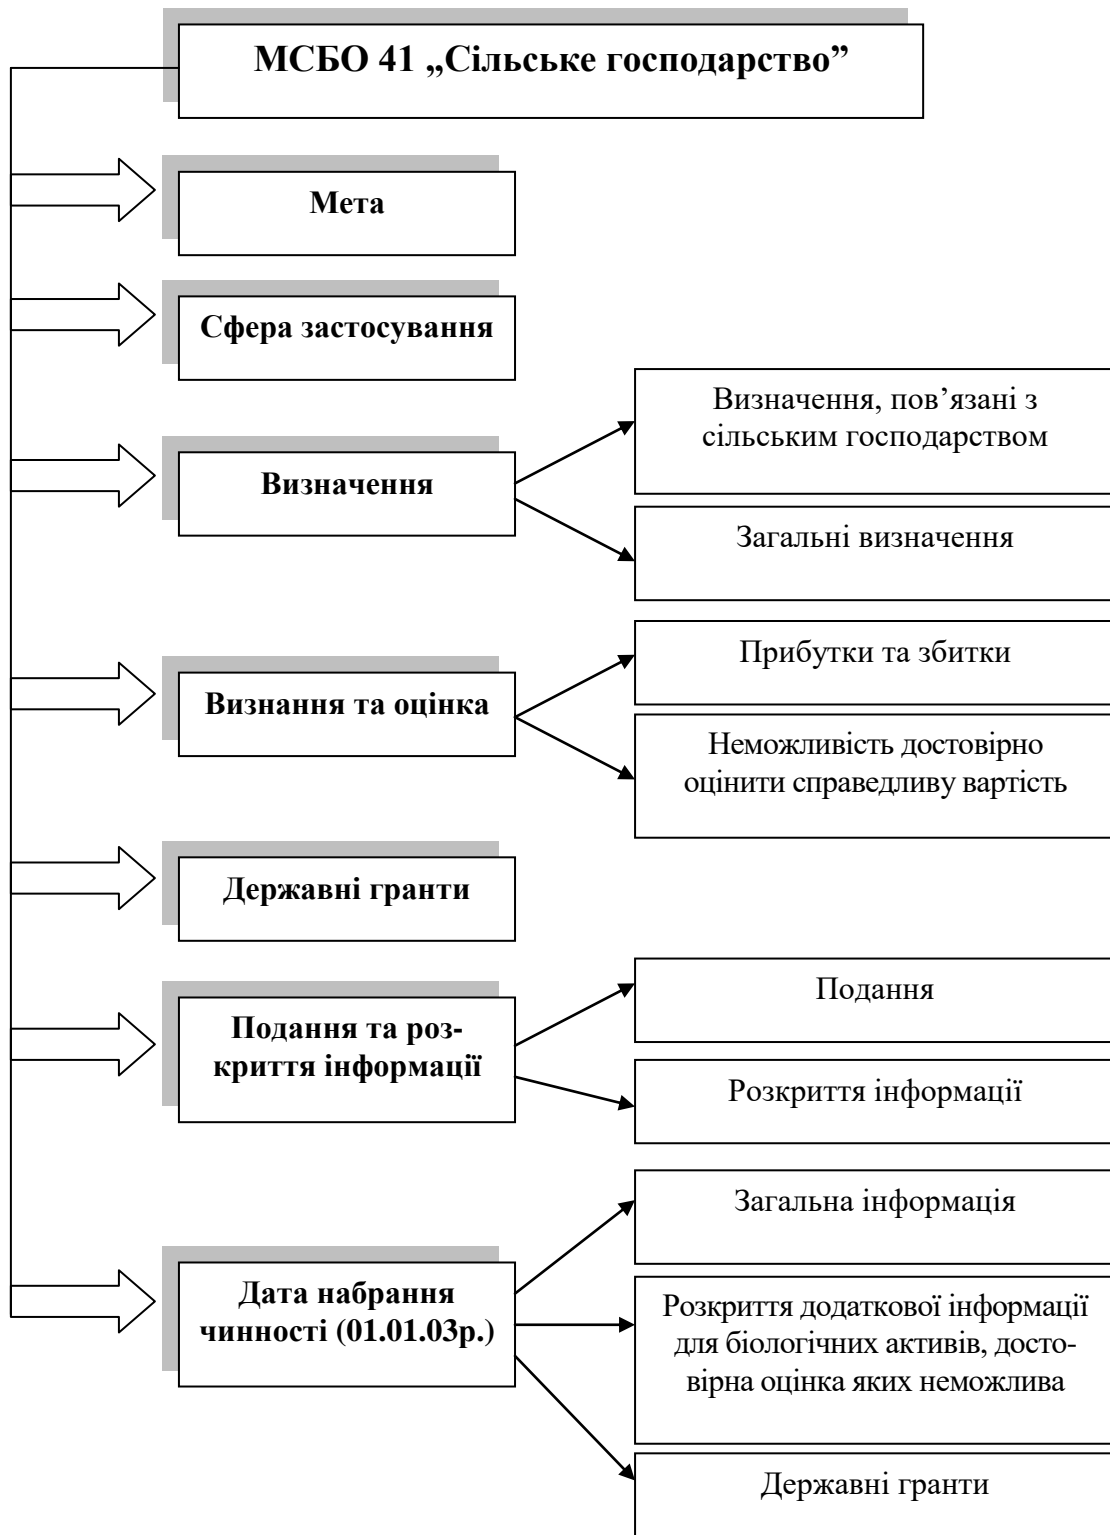 МСБО 41 „Сільське господарство”
Мета
Сфера застосування
Визначення
Визначення, пов’язані з
сільським господарством
Загальні визначення
Визнання та оцінка
Прибутки та збитки
Неможливість достовірно
оцінити справедливу вартість
Державні гранти
Подання та роз-
криття інформації
Подання
Розкриття інформації
Дата набрання
чинності (01.01.03р.)
Загальна інформація
Розкриття додаткової інформації
для біологічних активів, досто-
вірна оцінка яких неможлива
Державні гранти